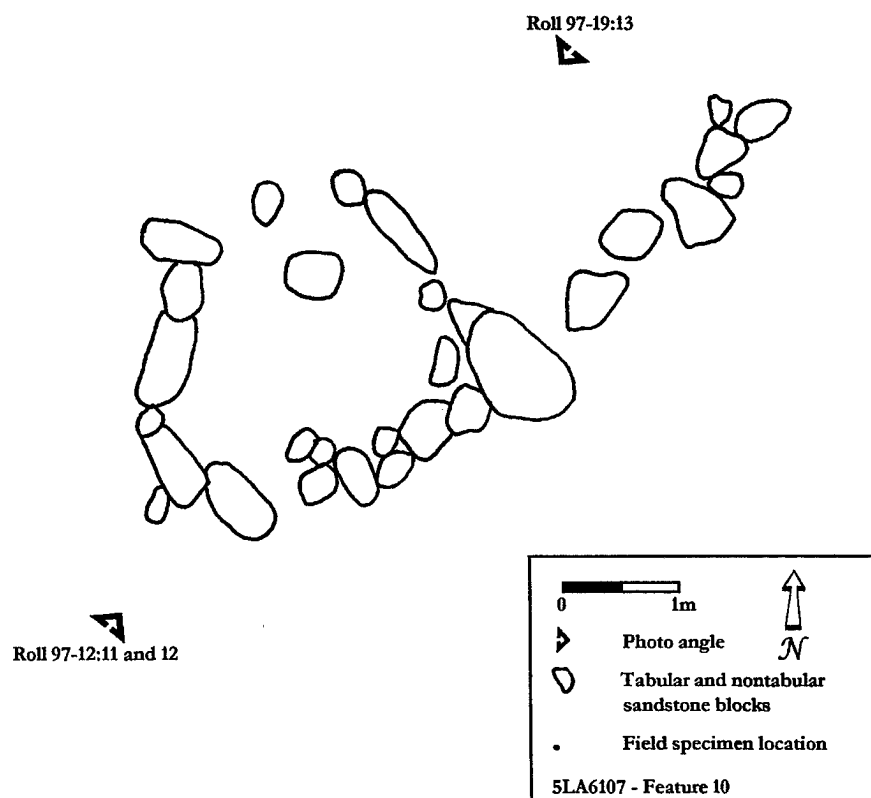 Roll 97-19:13
Roll 97-12:11 and 12
0 1m
N
Photo angle
Tabular and nontabular
sandstone blocks
Field specimen location
5LA6107 - Feature 10